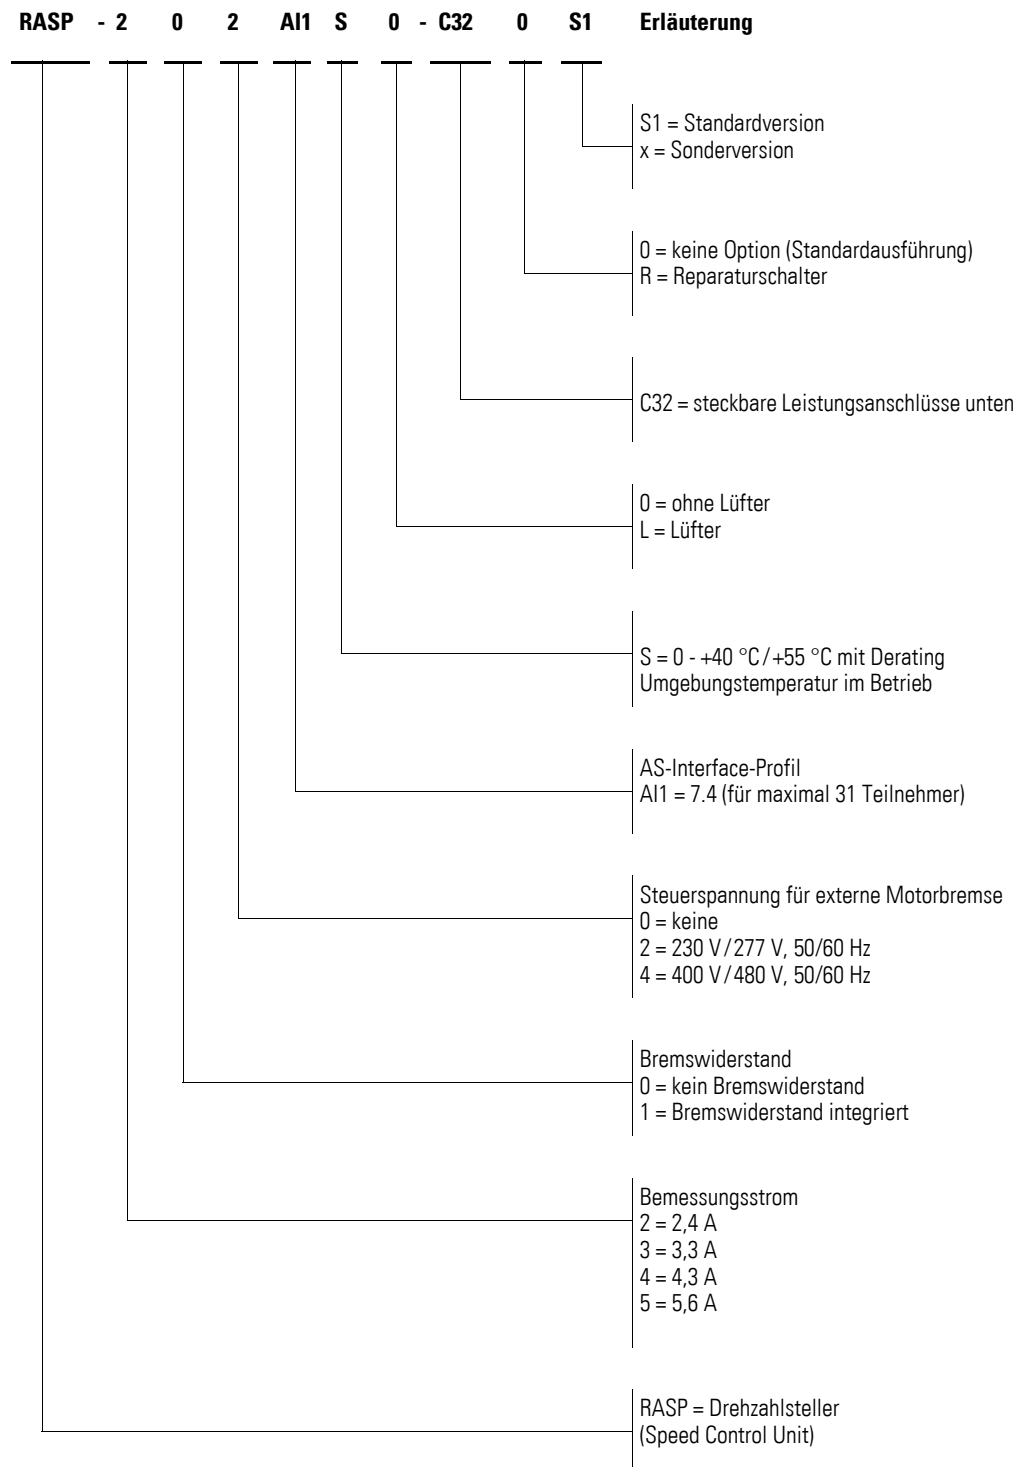 RASP - 2 0 2 AI1 S 0 - C32 0 S1 Erläuterung
S1 = Standardversion
x = Sonderversion
0 = keine Option (Standardausführung)
R = Reparaturschalter
C32 = steckbare Leistungsanschlüsse unten
0 = ohne Lüfter
L = Lüfter
S = 0 - +40 °C/+55 °C mit Derating
Umgebungstemperatur im Betrieb
AS-Interface-Profil
AI1 = 7.4 (für maximal 31 Teilnehmer)
Steuerspannung für externe Motorbremse
0 = keine
2 = 230 V/277 V, 50/60 Hz
4 = 400 V/480 V, 50/60 Hz
Bremswiderstand
0 = kein Bremswiderstand
1 = Bremswiderstand integriert
Bemessungsstrom
2 = 2,4 A
3 = 3,3 A
4 = 4,3 A
5 = 5,6 A
RASP = Drehzahlsteller
(Speed Control Unit)